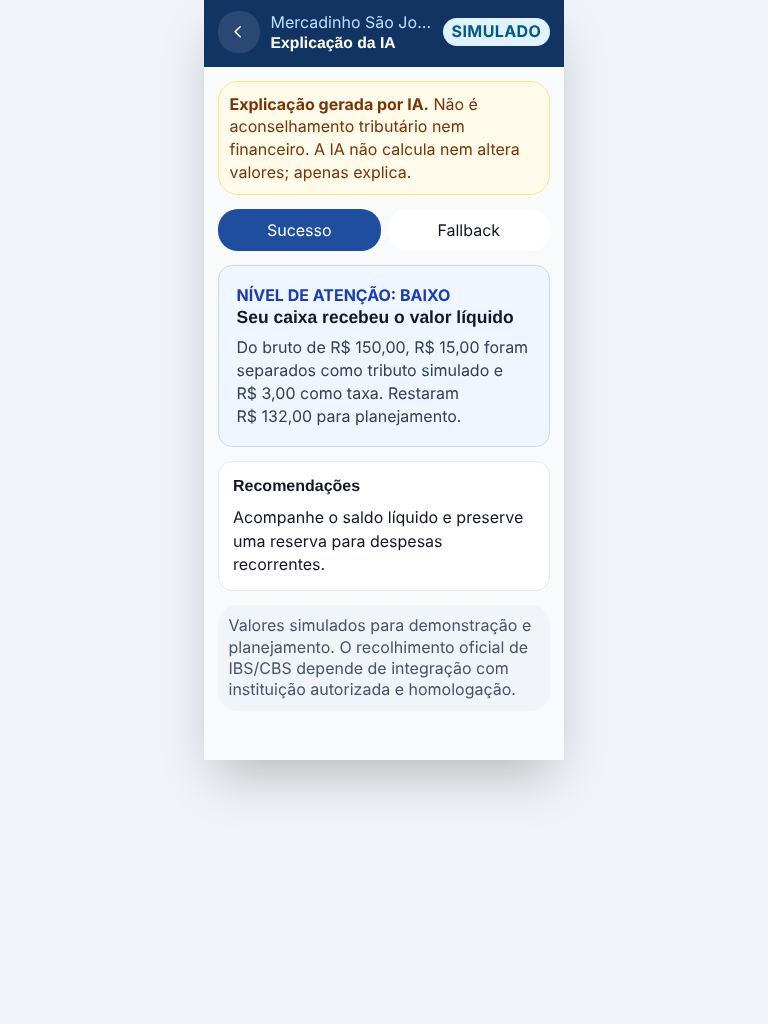 Mercadinho São Jo...
Explicação da IA
SIMULADO
Explicação gerada por IA. Não é
aconselhamento tributário nem
financeiro. A IA não calcula nem altera
valores; apenas explica.
Sucesso
Fallback
NÍVEL DE ATENÇÃO: BAIXO
Seu caixa recebeu o valor líquido
Do bruto de R$ 150,00, R$ 15,00 foram
separados como tributo simulado e
R$ 3,00 como taxa. Restaram
R$ 132,00 para planejamento.
Recomendações
Acompanhe o saldo líquido e preserve
uma reserva para despesas
recorrentes.
Valores simulados para demonstração e
planejamento. O recolhimento oficial de
IBS/CBS depende de integração com
instituição autorizada e homologação.